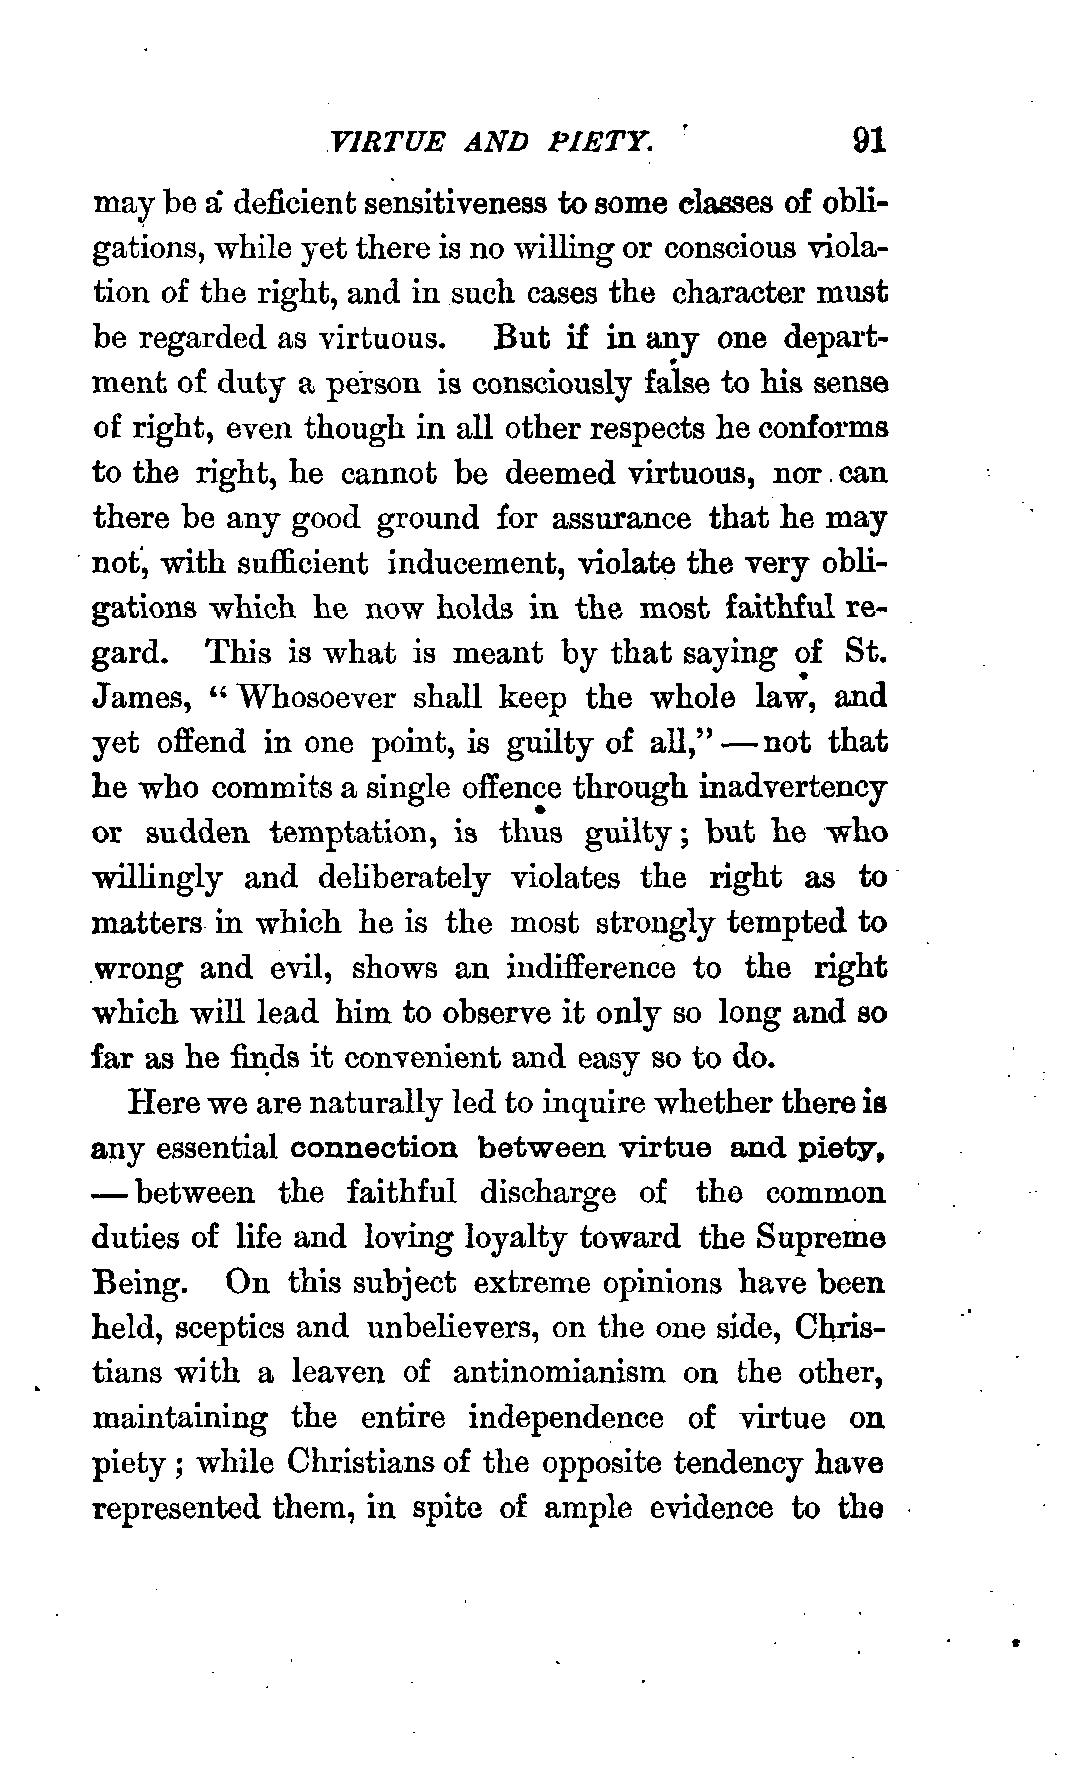 VIRTUE AND PIETY. 91
may be a deficient sensitiveness to some classes of obli-
gations, while yet there is no willing or conscious viola-
tion of the right, and in such cases the character must
be regarded as virtuous. But if in any one depart-
ment of duty a person is consciously false to his sense
of right, even though in all other respects he conforms
to the right, he cannot be deemed virtuous, nor can
there be any good ground for assurance that he may
not, with sufficient inducement, violate the very obli-
gations which he now holds in the most faithful re-
gard. This is what is meant by that saying of St.
James, “Whosoever shall keep the whole law, and
yet offend in one point, is guilty of all,” — not that
he who commits a single offence through inadvertency
or sudden temptation, is thus guilty; but he who
willingly and deliberately violates the right as to
matters in which he is the most strongly tempted to
wrong and evil, shows an indifference to the right
which will lead him to observe it only so long and so
far as he finds it convenient and easy so to do.
Here we are naturally led to inquire whether there is
any essential connection between virtue and piety,
— between the faithful discharge of the common
duties of life and loving loyalty toward the Supreme
Being. On this subject extreme opinions have been
held, sceptics and unbelievers, on the one side, Chris-
tians with a leaven of antinomianism on the other,
maintaining the entire independence of virtue on
piety; while Christians of the opposite tendency have
represented them, in spite of ample evidence to the